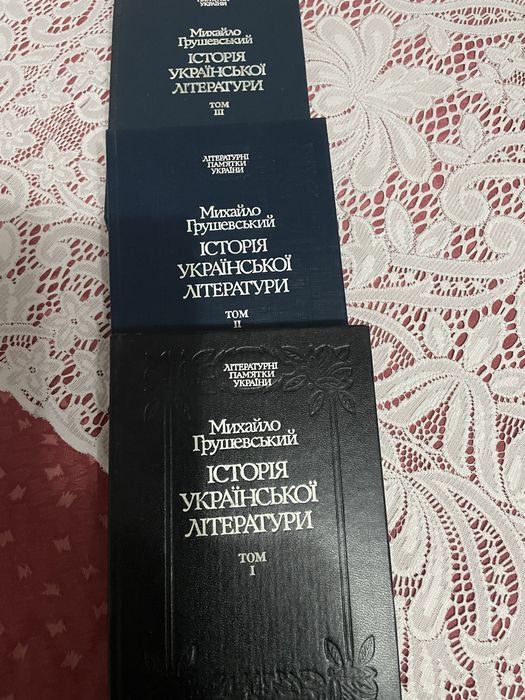 ПАМ'ЯТКИ
УКРАЇНИ
Михайло
Грушевський
ІСТОРІЯ
УКРАЇНСЬКОЇ
ЛІТЕРАТУРИ
ТОМ
III
ЛІТЕРАТУРНІ
ПАМ'ЯТКИ
УКРАЇНИ
Михайло
Грушевський
ІСТОРІЯ
УКРАЇНСЬКОЇ
ЛІТЕРАТУРИ
ТОМ
II
ЛІТЕРАТУРНІ
ПАМ'ЯТКИ
УКРАЇНИ
Михайло
Грушевський
ІСТОРІЯ
УКРАЇНСЬКОЇ
ЛІТЕРАТУРИ
ТОМ
I